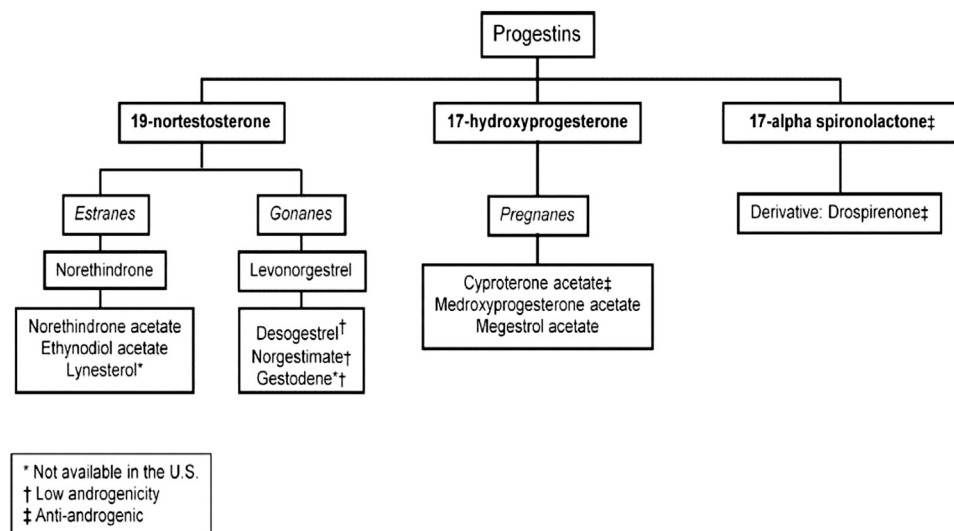 Progestins
19-nortestosterone
17-hydroxyprogesterone
17-alpha spironolactone‡
Estranes
Gonanes
Pregnanes
Derivative: Drospirenone‡
Norethindrone
Levonorgestrel
Cyproterone acetate‡
Medroxyprogesterone acetate
Megestrol acetate
Norethindrone acetate
Ethynodiol acetate
Lynesterol*
Desogestrel†
Norgestimate†
Gestodene*†
* Not available in the U.S.
† Low androgenicity
‡ Anti-androgenic